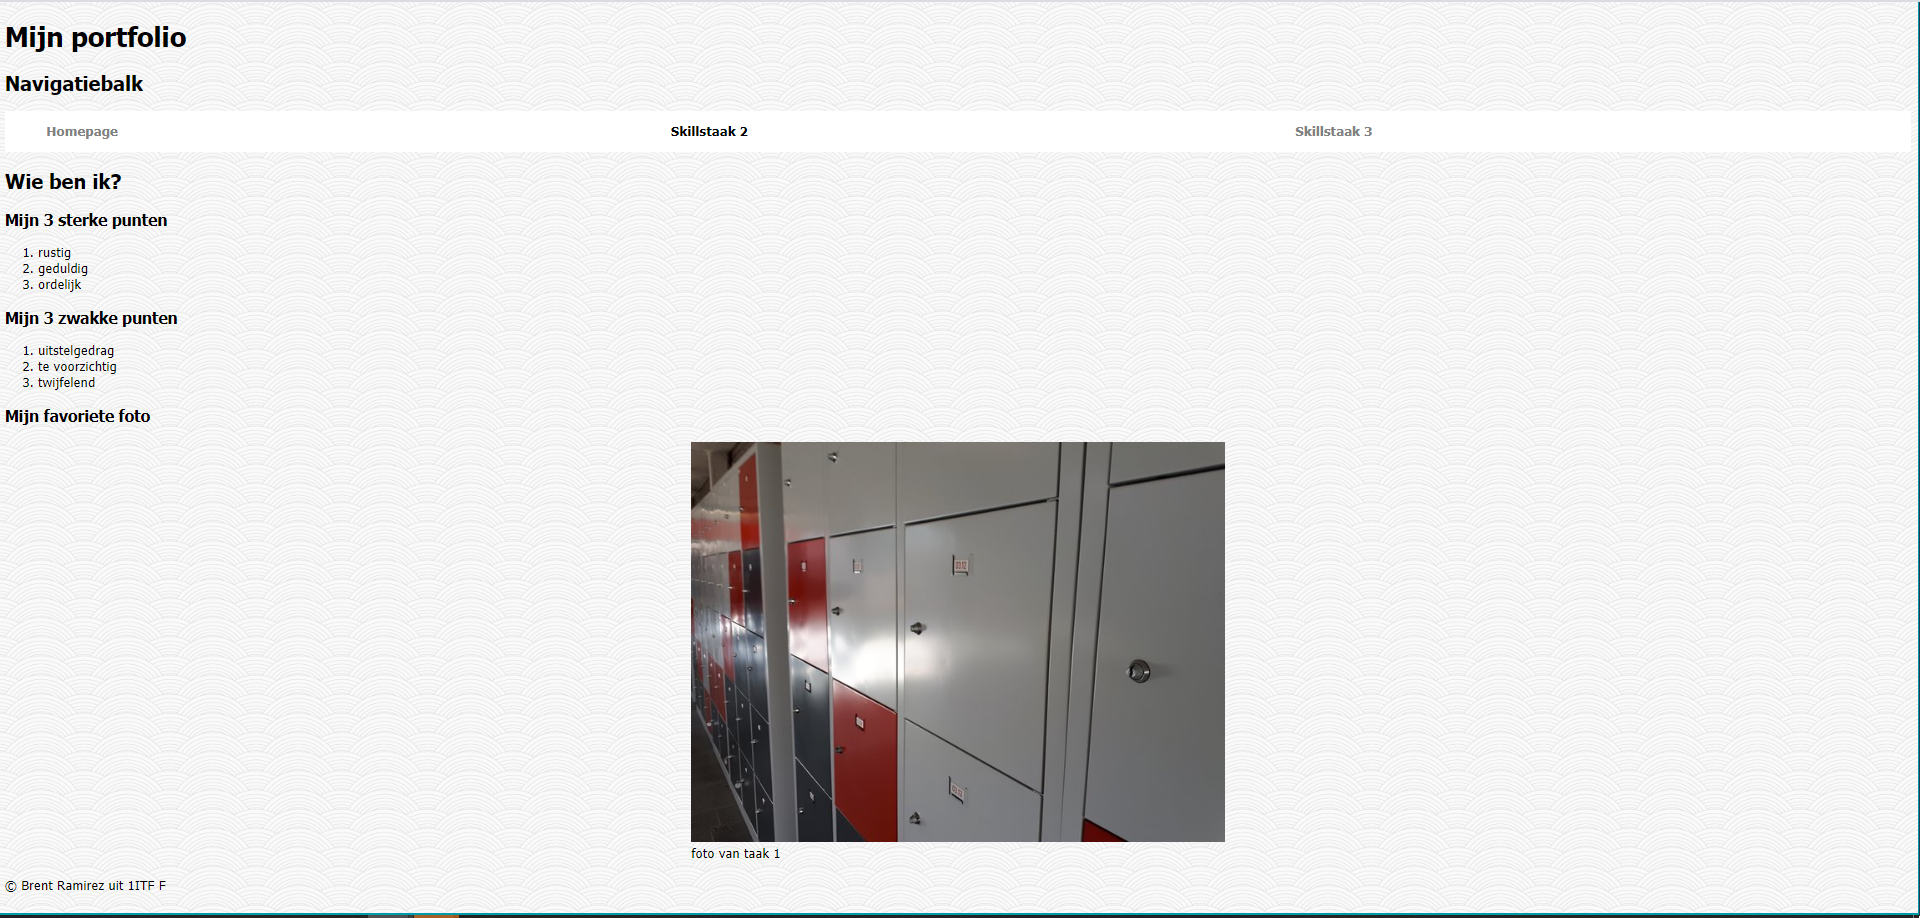 Mijn portfolio
Navigatiebalk
Homepage Skillstaak 2 Skillstaak 3
Wie ben ik?
Mijn 3 sterke punten
1. rustig
2. geduldig
3. ordelijk
Mijn 3 zwakke punten
1. uitstelgedrag
2. te voorzichtig
3. twijfelend
Mijn favoriete foto
foto van taak 1
© Brent Ramirez uit 1ITF F